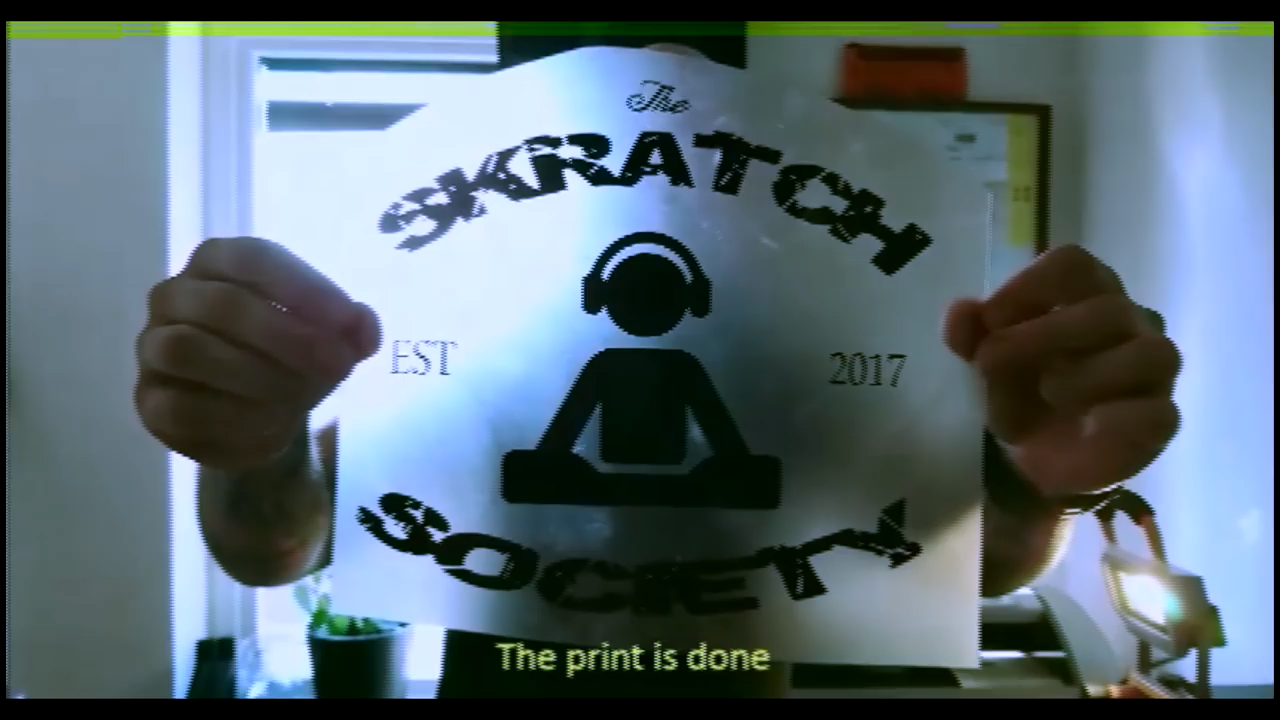 The
SKRATCH
EST
2017
SOCIETY
The print is done